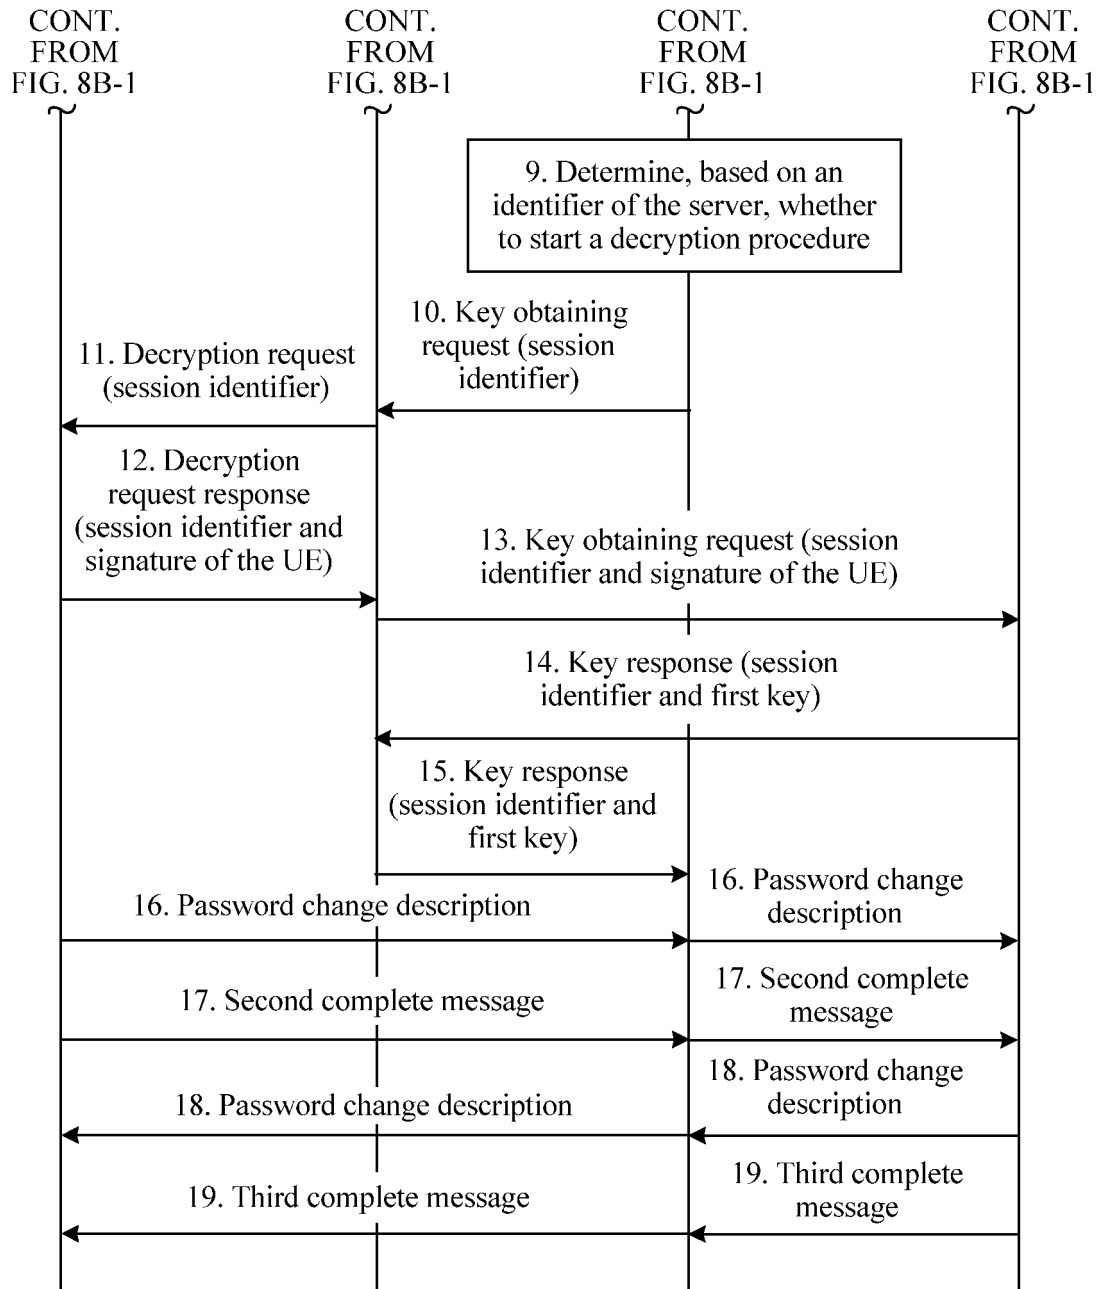 CONT.
FROM
FIG. 8B-1
CONT.
FROM
FIG. 8B-1
CONT.
FROM
FIG. 8B-1
CONT.
FROM
FIG. 8B-1
9. Determine, based on an
identifier of the server, whether
to start a decryption procedure
10. Key obtaining
request (session
identifier)
11. Decryption request
(session identifier)
12. Decryption
request response
(session identifier and
signature of the UE)
13. Key obtaining request (session
identifier and signature of the UE)
14. Key response (session
identifier and first key)
15. Key response
(session identifier and
first key)
16. Password change description
16. Password change
description
17. Second complete message
17. Second complete
message
18. Password change description
18. Password change
description
19. Third complete message
19. Third complete
message